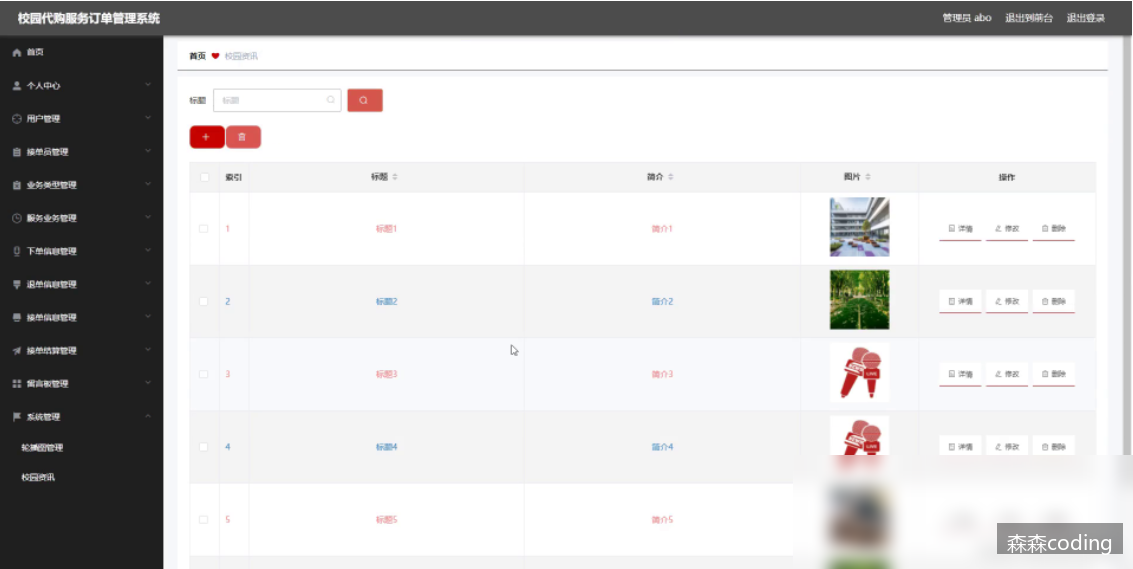 校园代购服务订单管理系统
管理员 abo 退出到前台 退出登录
首页
个人中心
用户管理
接单员管理
业务类型管理
服务业务管理
下单信息管理
退单信息管理
接单信息管理
接单结算管理
留言板管理
系统管理
轮播图管理
校园资讯
首页 校园资讯
标题 标题
索引 标题 简介 图片 操作
1 标题1 简介1 详情 修改 删除
2 标题2 简介2 详情 修改 删除
3 标题3 简介3 LIVE 详情 修改 删除
4 标题4 简介4 LIVE 详情 修改 删除
5 标题5 简介5
森森coding